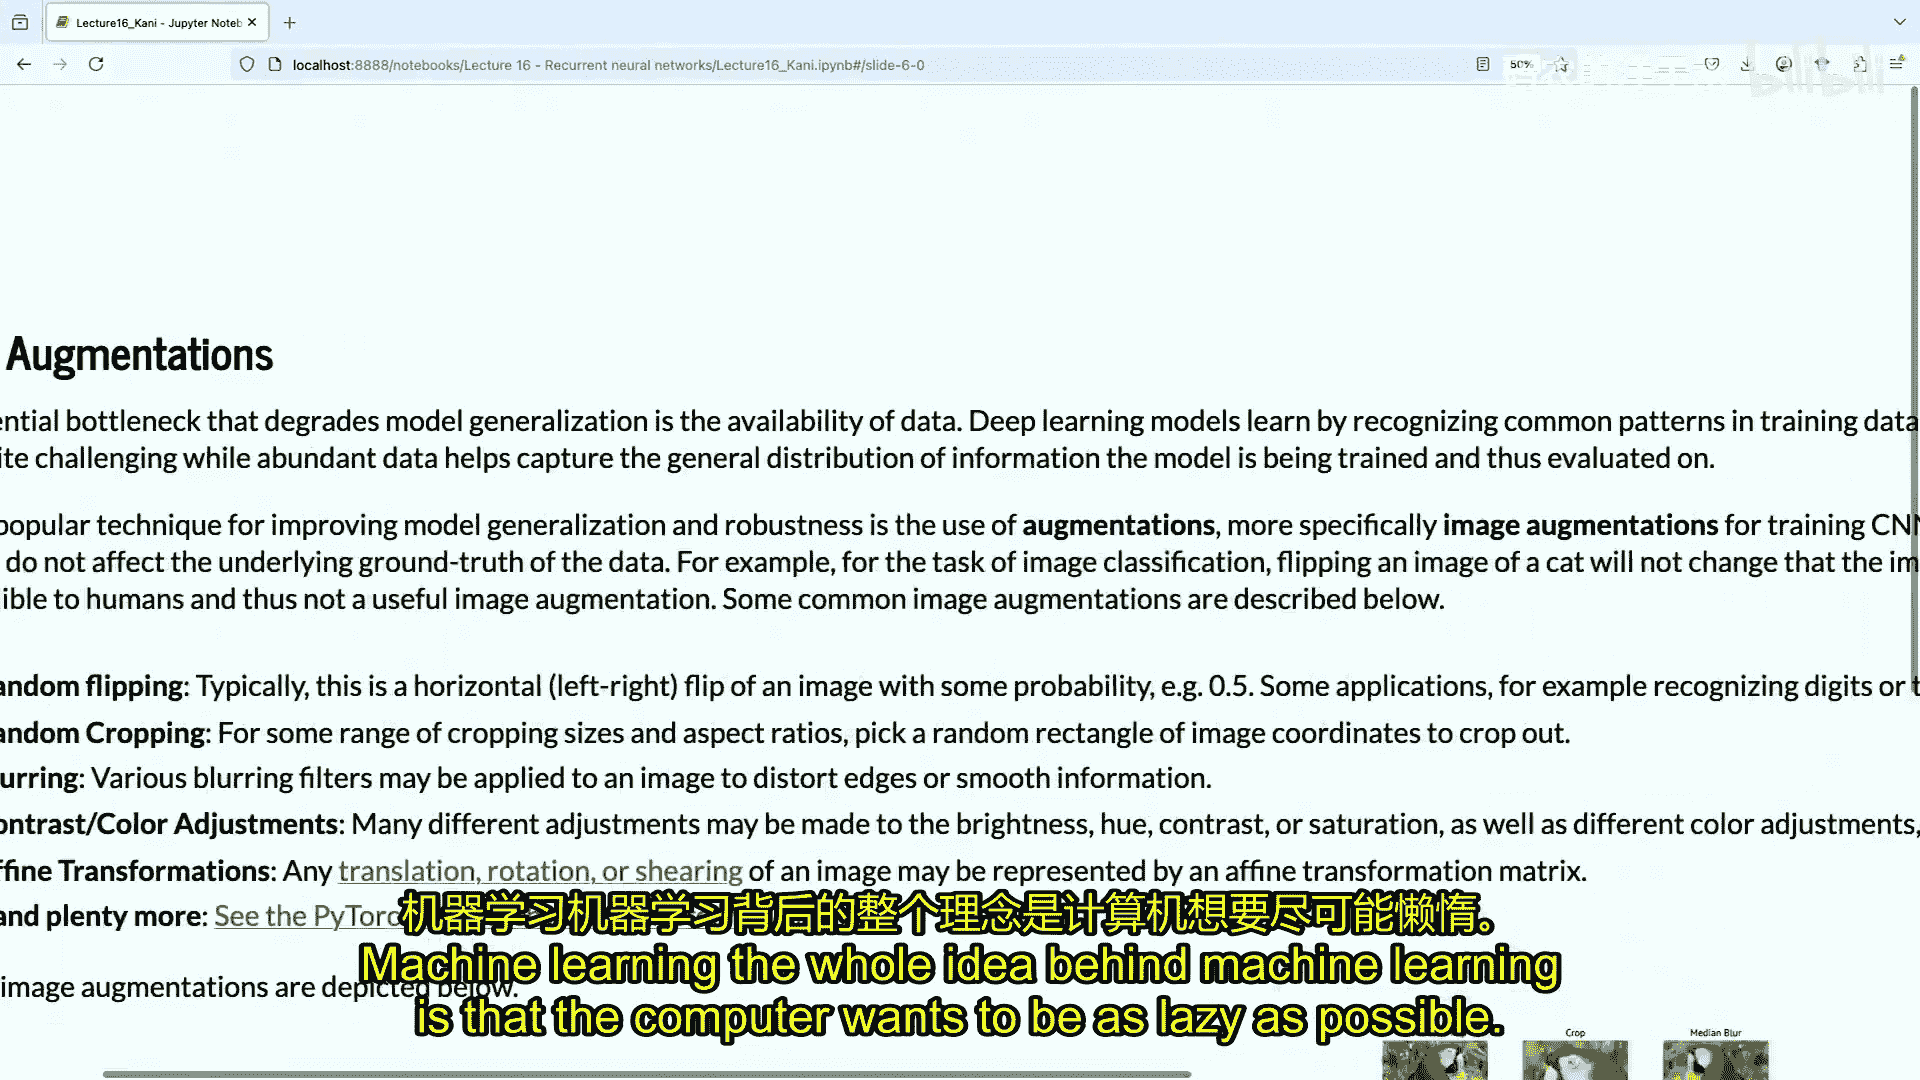 Lecture16_Kani - Jupyter Noteb
localhost:8888/notebooks/Lecture 16 - Recurrent neural networks/Lecture16_Kani.ipynb#/slide-6-0
50%
bilibili
Augmentations
ential bottleneck that degrades model generalization is the availability of data. Deep learning models learn by recognizing common patterns in training data
ite challenging while abundant data helps capture the general distribution of information the model is being trained and thus evaluated on.
popular technique for improving model generalization and robustness is the use of augmentations, more specifically image augmentations for training CNN
do not affect the underlying ground-truth of the data. For example, for the task of image classification, flipping an image of a cat will not change that the im
ible to humans and thus not a useful image augmentation. Some common image augmentations are described below.
andom flipping: Typically, this is a horizontal (left-right) flip of an image with some probability, e.g. 0.5. Some applications, for example recognizing digits or t
andom Cropping: For some range of cropping sizes and aspect ratios, pick a random rectangle of image coordinates to crop out.
urring: Various blurring filters may be applied to an image to distort edges or smooth information.
ontrast/Color Adjustments: Many different adjustments may be made to the brightness, hue, contrast, or saturation, as well as different color adjustments,
ffine Transformations: Any translation, rotation, or shearing of an image may be represented by an affine transformation matrix.
and plenty more: See the PyTorc
机器学习机器学习背后的整个理念是计算机想要尽可能懒惰。
Machine learning the whole idea behind machine learning
image augmentations are depicted below.
is that the computer wants to be as lazy as possible.
Crop
Median Blur